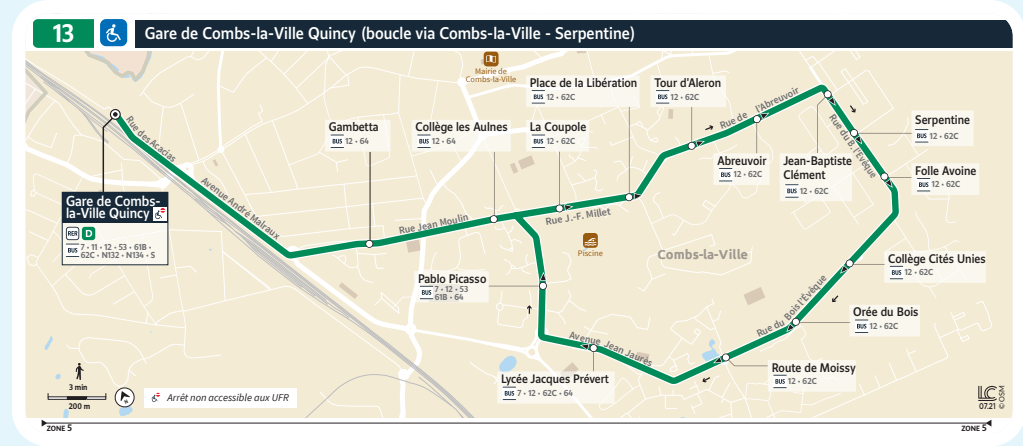 13
Gare de Combs-la-Ville Quincy (boucle via Combs-la-Ville - Serpentine)
Mairie de
Combs-la-Ville
Place de la Libération
BUS 12 • 62C
Tour d'Aleron
BUS 12 • 62C
Rue de l'Abreuvoir
Rue des Acacias
Gambetta
BUS 12 • 64
Collège les Aulnes
BUS 12 • 64
La Coupole
BUS 12 • 62C
Serpentine
BUS 12 • 62C
Rue du B. l'Évêque
Abreuvoir
BUS 12 • 62C
Jean-Baptiste
Clément
BUS 12 • 62C
Folle Avoine
BUS 12 • 62C
Gare de Combs-
la-Ville Quincy
RER D
BUS 7 • 11 • 12 • 53 • 61B •
62C • N132 • N134 • S
Avenue André Malraux
Rue Jean Moulin
Rue J.-F. Millet
Piscine
Combs-la-Ville
Collège Cités Unies
BUS 12 • 62C
Pablo Picasso
BUS 7 • 12 • 53
61B • 64
Rue du Bois l'Évêque
Orée du Bois
BUS 12 • 62C
Avenue Jean Jaurès
Route de Moissy
BUS 12 • 62C
Lycée Jacques Prévert
BUS 7 • 12 • 62C • 64
3 min
200 m
N
Arrêt non accessible aux UFR
LC
07.21 © OSM
ZONE 5
ZONE 5